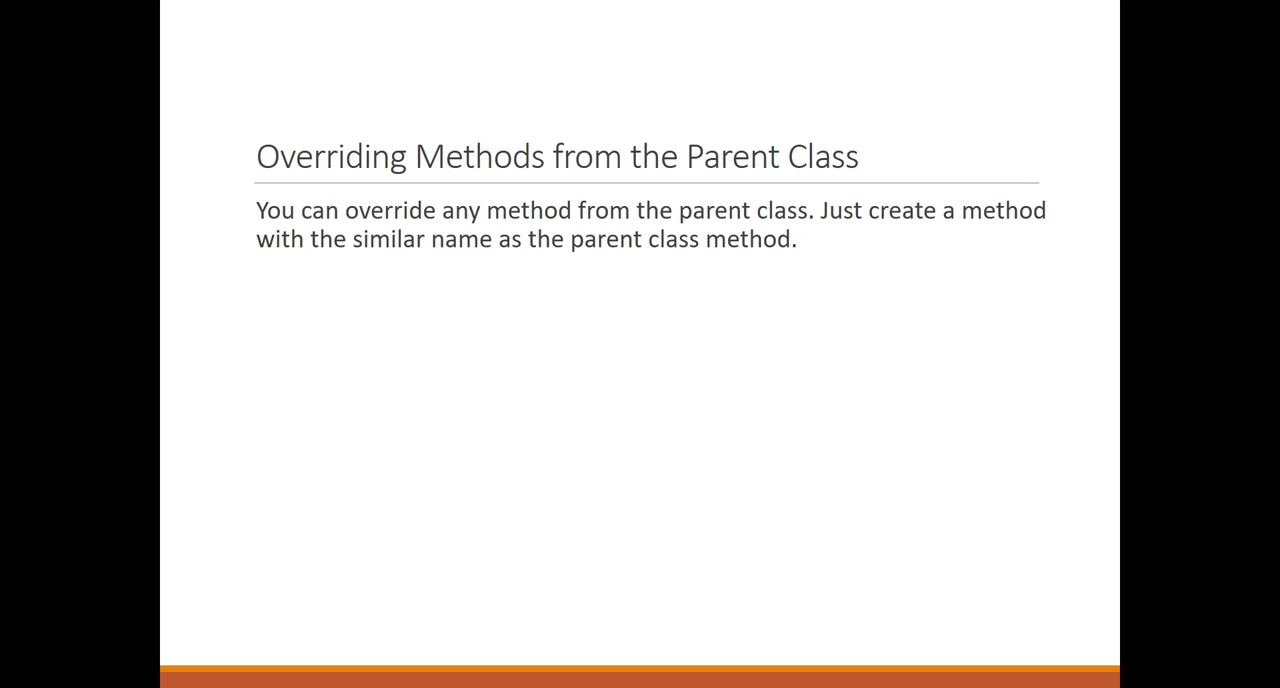 Overriding Methods from the Parent Class
You can override any method from the parent class. Just create a method
with the similar name as the parent class method.